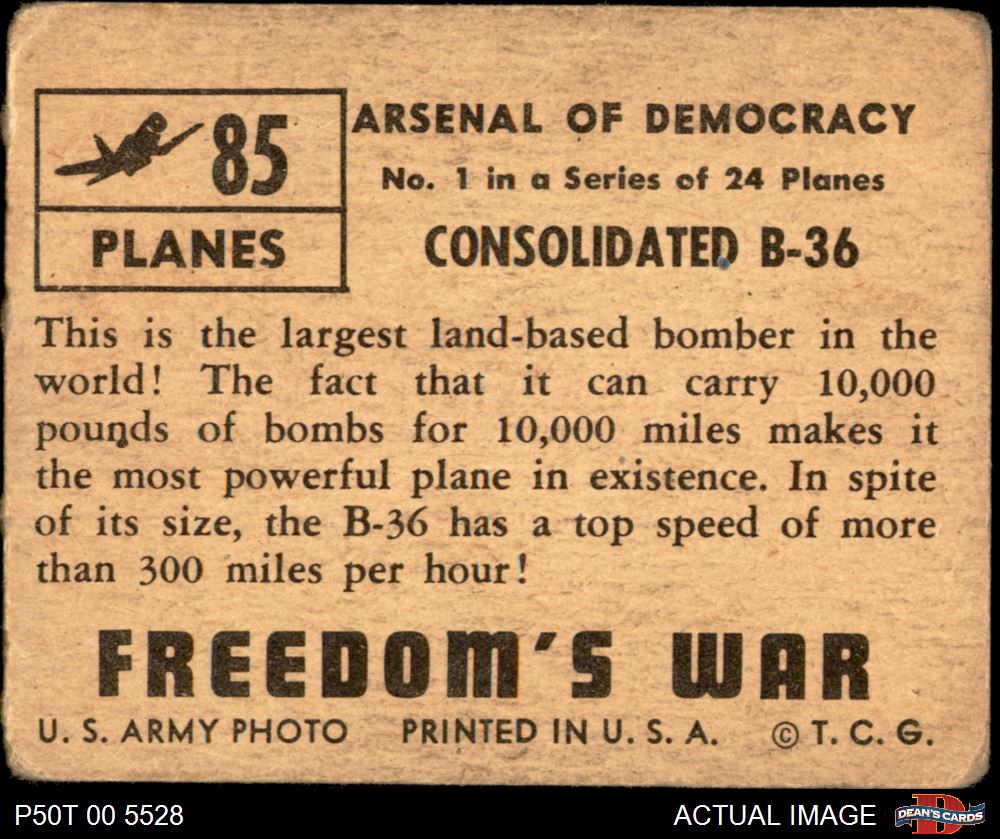 85
PLANES
ARSENAL OF DEMOCRACY
No. 1 in a Series of 24 Planes
CONSOLIDATED B-36
This is the largest land-based bomber in the
world! The fact that it can carry 10,000
pounds of bombs for 10,000 miles makes it
the most powerful plane in existence. In spite
of its size, the B-36 has a top speed of more
than 300 miles per hour!
FREEDOM'S WAR
U. S. ARMY PHOTO PRINTED IN U. S. A. © T. C. G.
P50T 00 5528 ACTUAL IMAGE D DEAN'S CARDS